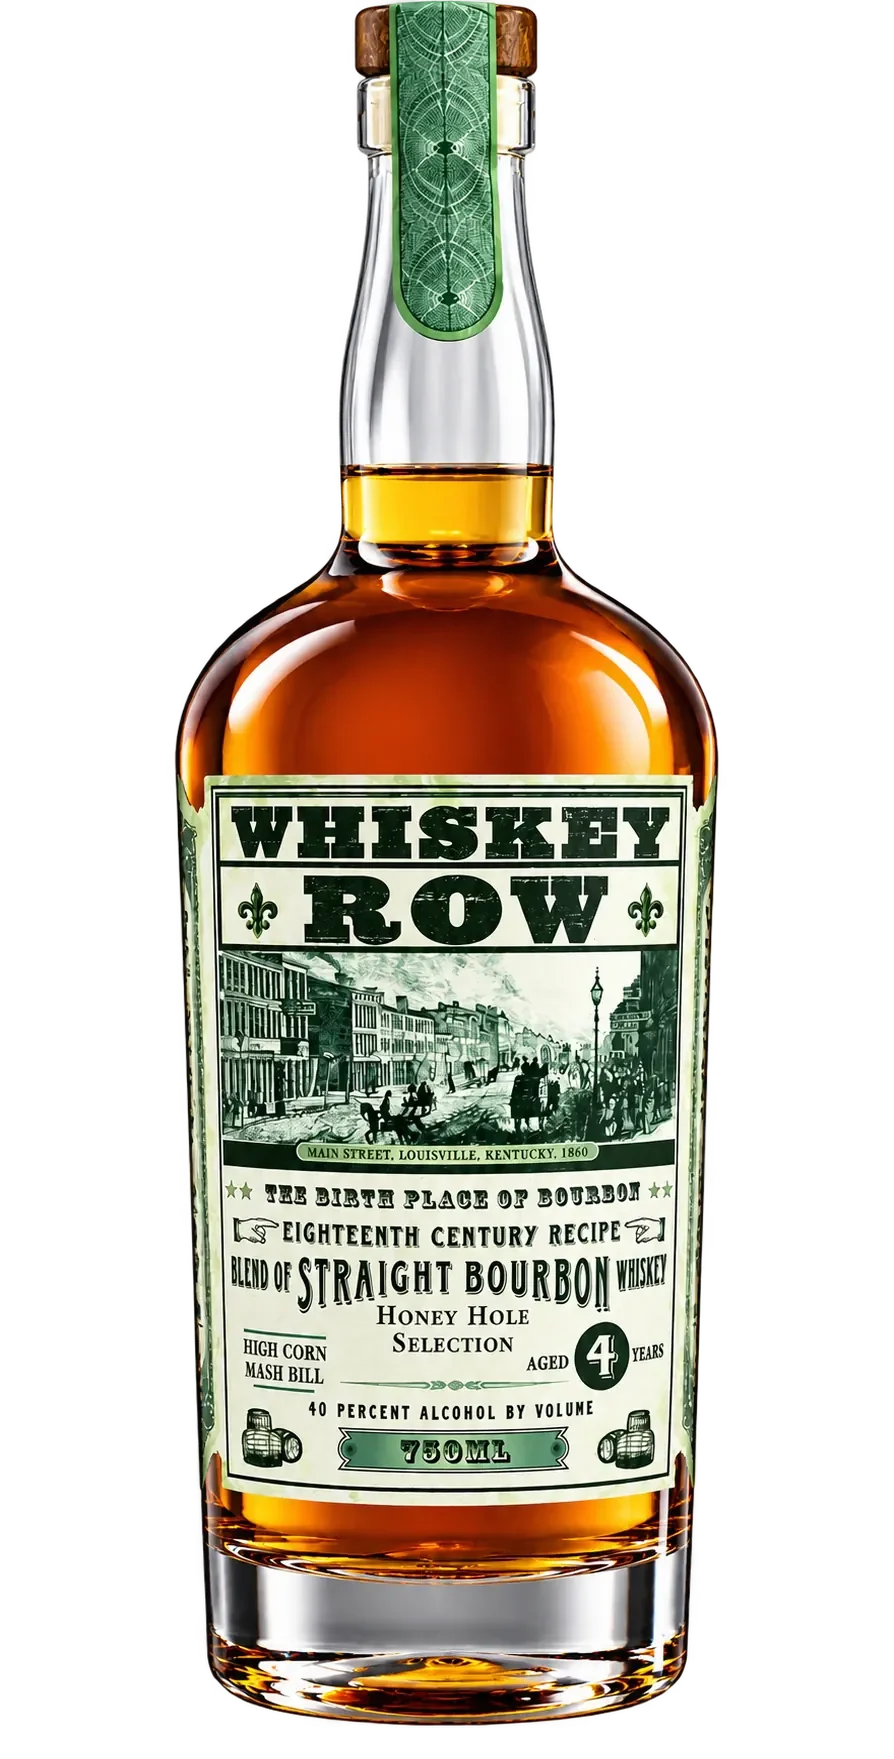 WHISKEY
ROW
MAIN STREET, LOUISVILLE, KENTUCKY, 1860
THE BIRTH PLACE OF BOURBON
EIGHTEENTH CENTURY RECIPE
BLEND OF STRAIGHT BOURBON WHISKEY
HONEY HOLE
SELECTION
HIGH CORN
MASH BILL
AGED 4 YEARS
40 PERCENT ALCOHOL BY VOLUME
750ML